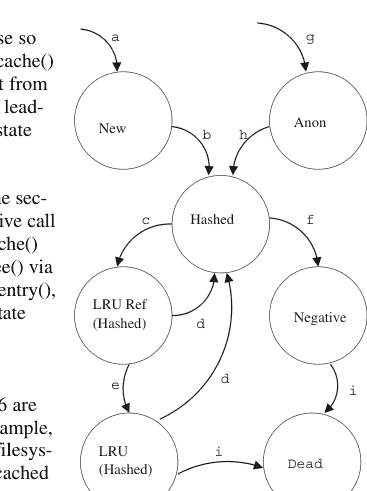 se so
cache()
t from
lead-
state
ne sec-
ive call
che()
ee() via
entry(),
tate
6 are
ample,
filesys-
cached
a
g
New
Anon
b
h
Hashed
c
f
LRU Ref
(Hashed)
d
Negative
e
d
i
LRU
(Hashed)
i
Dead